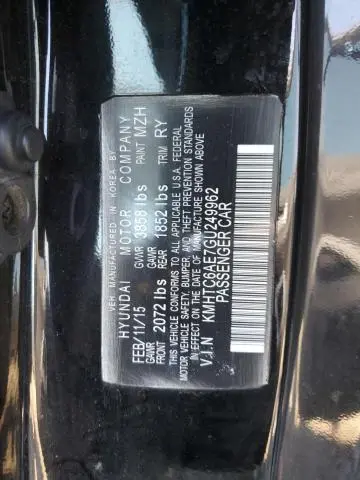 VEH. MANUFACTURED IN KOREA BY
HYUNDAI MOTOR COMPANY
FEB/11/15 GVWR 3858 lbs PAINT MZH
GAWR FRONT 2072 lbs GAWR REAR 1852 lbs TRIM RY
THIS VEHICLE CONFORMS TO ALL APPLICABLE U.S.A. FEDERAL
MOTOR VEHICLE SAFETY, BUMPER, AND THEFT PREVENTION
STANDARDS IN EFFECT ON THE DATE OF MANUFACTURE SHOWN ABOVE.
V.I.N KMHTC6AE2FU249962
PASSENGER CAR